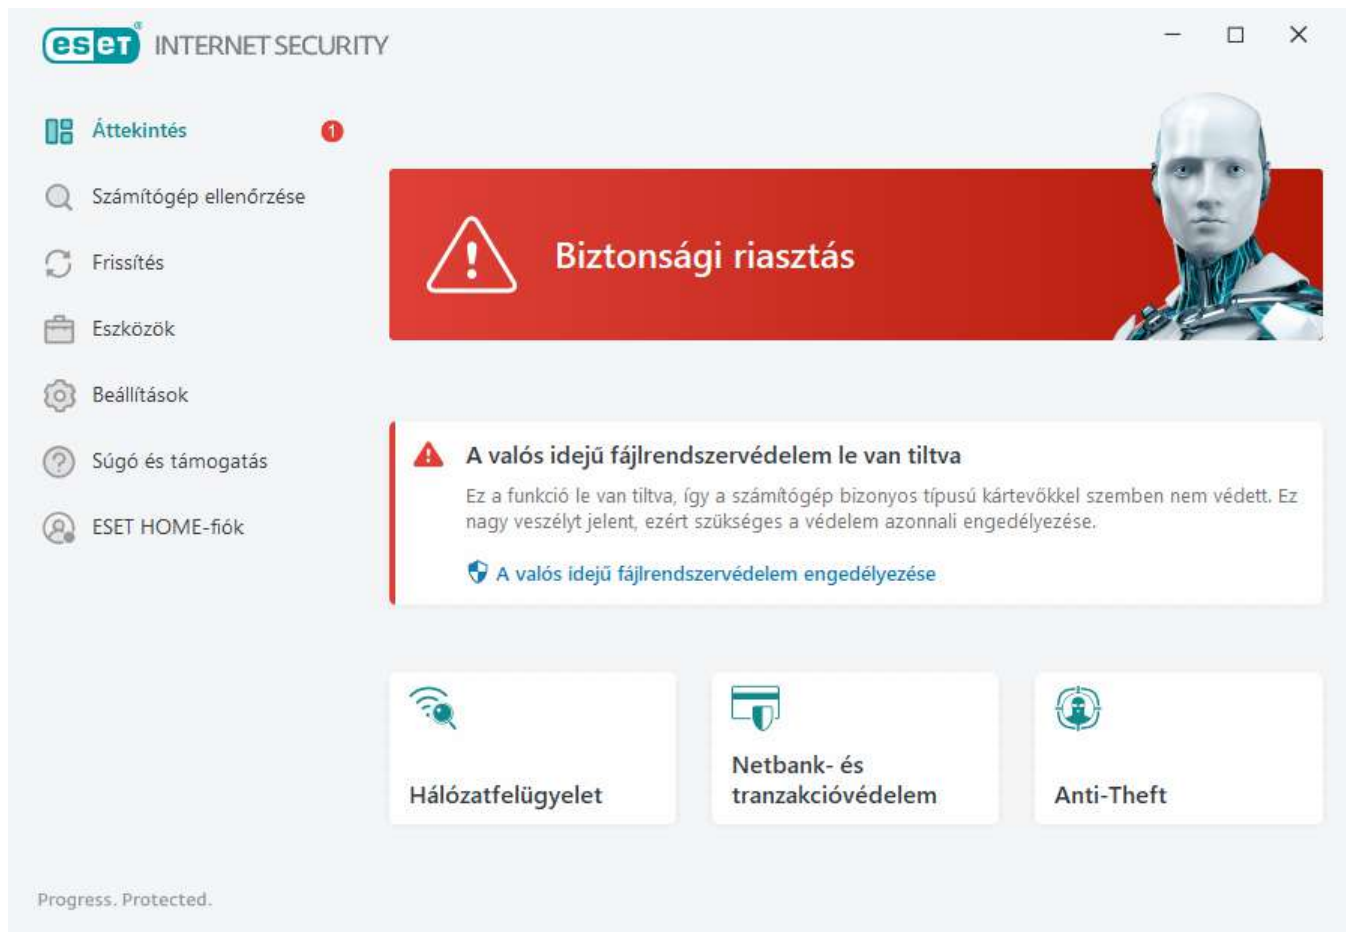 eset INTERNET SECURITY
Áttekintés
1
Számítógép ellenőrzése
Frissítés
Eszközök
Beállítások
Súgó és támogatás
ESET HOME-fiók
Biztonsági riasztás
A valós idejű fájlrendszervédelem le van tiltva
Ez a funkció le van tiltva, így a számítógép bizonyos típusú kártevőkkel szemben nem védett. Ez
nagy veszélyt jelent, ezért szükséges a védelem azonnali engedélyezése.
A valós idejű fájlrendszervédelem engedélyezése
Hálózatfelügyelet
Netbank- és
tranzakcióvédelem
Anti-Theft
Progress. Protected.